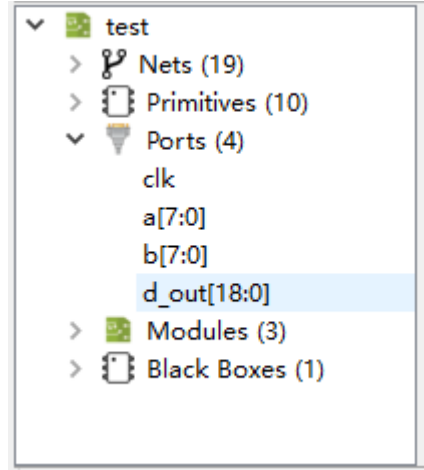 test
Nets (19)
Primitives (10)
Ports (4)
clk
a[7:0]
b[7:0]
d_out[18:0]
Modules (3)
Black Boxes (1)